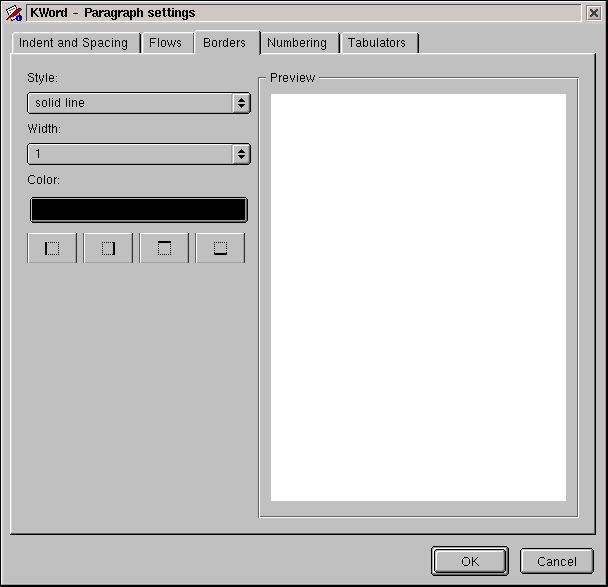 KWord - Paragraph settings
Indent and Spacing Flows Borders Numbering Tabulators
Style:
solid line
Width:
1
Color:
Preview
OK Cancel